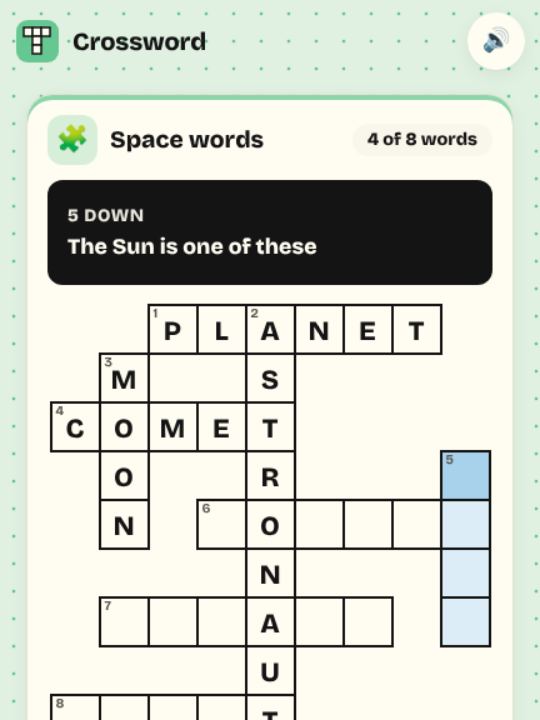 Crossword
Space words
4 of 8 words
5 DOWN
The Sun is one of these
1 P L 2 A N E T
3 M S
4 C O M E T
O R 5
N 6 O
N
7 A
U
8 T